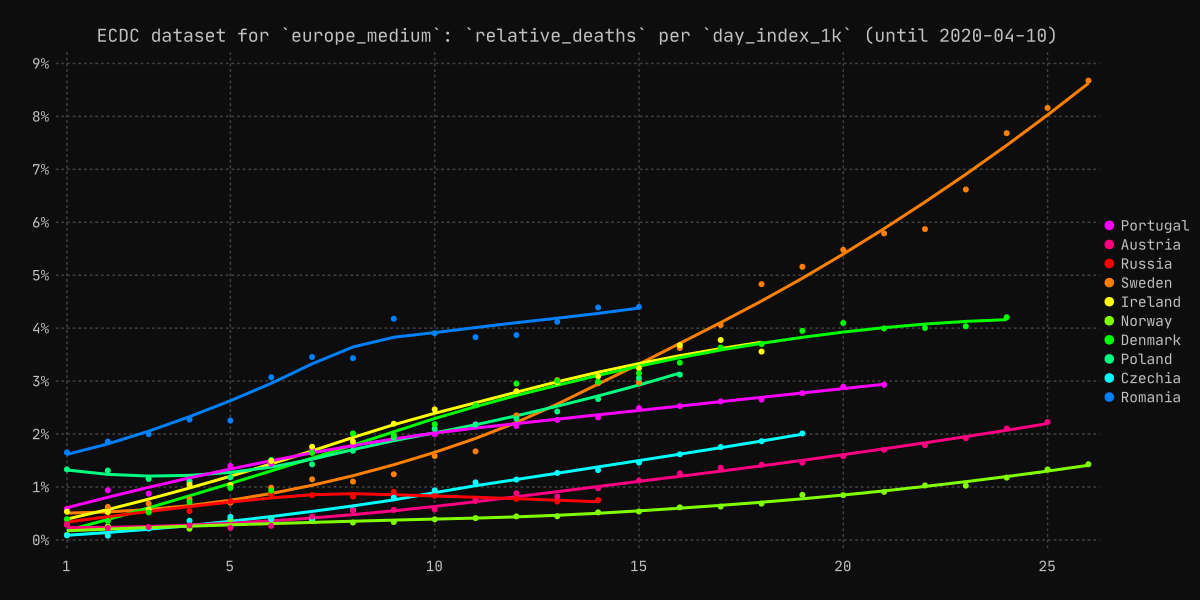 ECDC dataset for `europe_medium`: `relative_deaths` per `day_index_1k` (until 2020-04-10)
9%
8%
7%
6%
5%
4%
3%
2%
1%
0%
1 5 10 15 20 25
Portugal
Austria
Russia
Sweden
Ireland
Norway
Denmark
Poland
Czechia
Romania